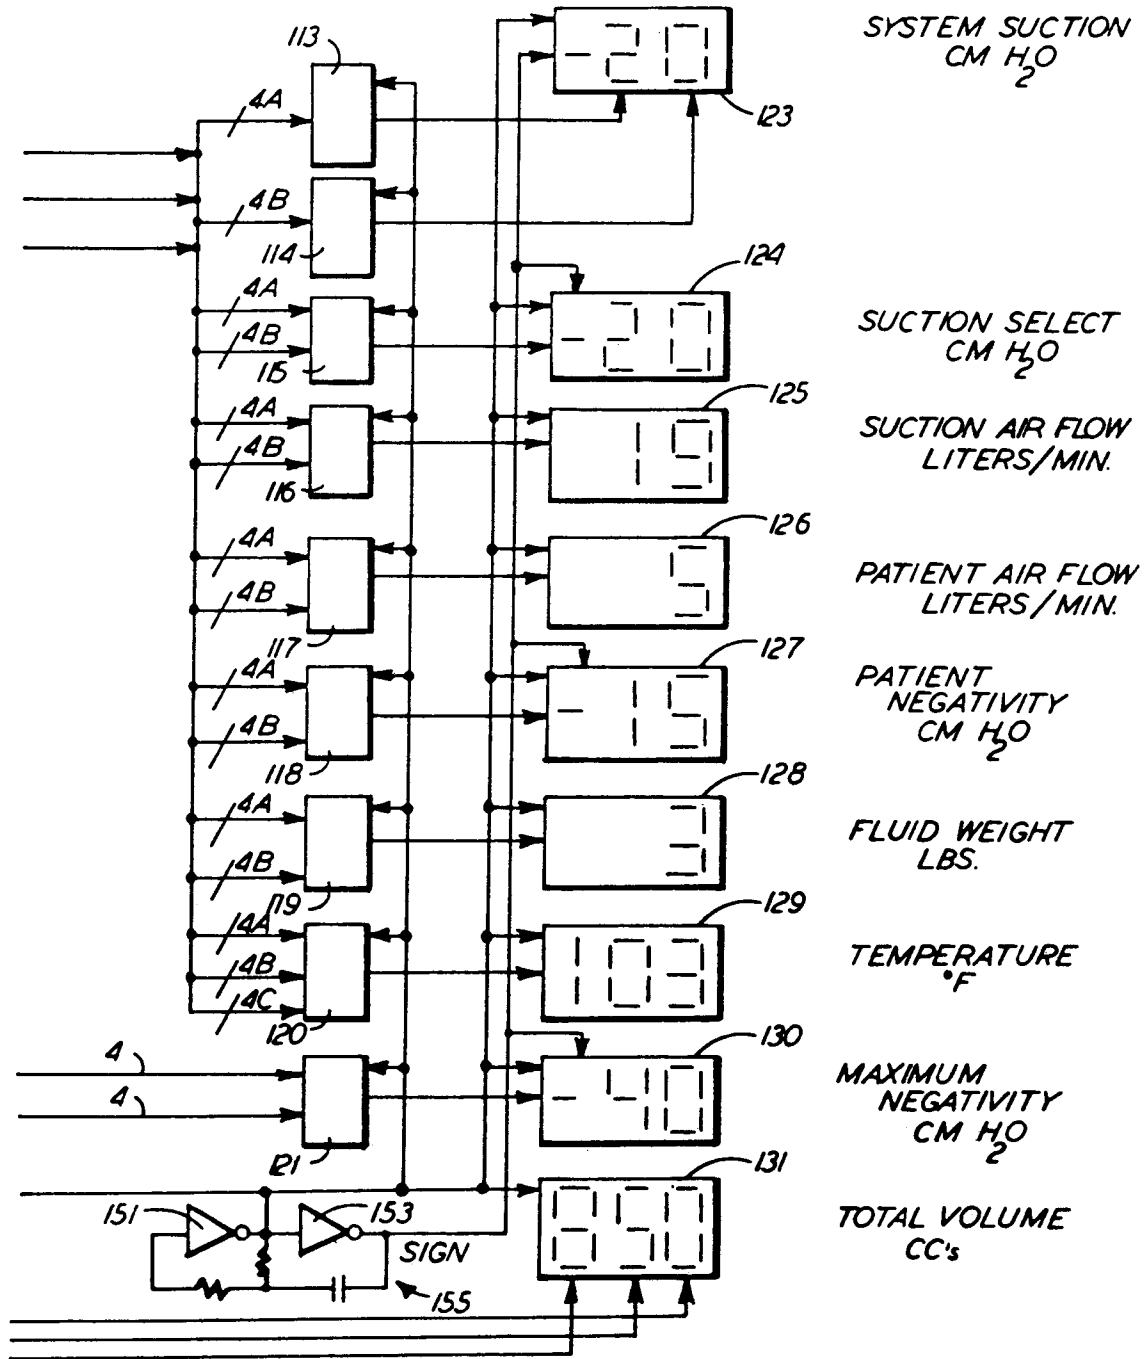 113
-20
SYSTEM SUCTION
CM H2O
123
4A
4B
114
124
4A
-20
SUCTION SELECT
CM H2O
4B
115
125
4A
19
SUCTION AIR FLOW
LITERS/MIN.
4B
116
126
4A
5
PATIENT AIR FLOW
LITERS/MIN.
4B
117
127
4A
-15
PATIENT
NEGATIVITY
CM H2O
4B
118
128
4A
3
FLUID WEIGHT
LBS.
4B
119
129
4A
103
TEMPERATURE
°F
4B
4C
120
130
4
-40
MAXIMUM
NEGATIVITY
CM H2O
4
121
131
151
153
850
TOTAL VOLUME
CC's
SIGN
155